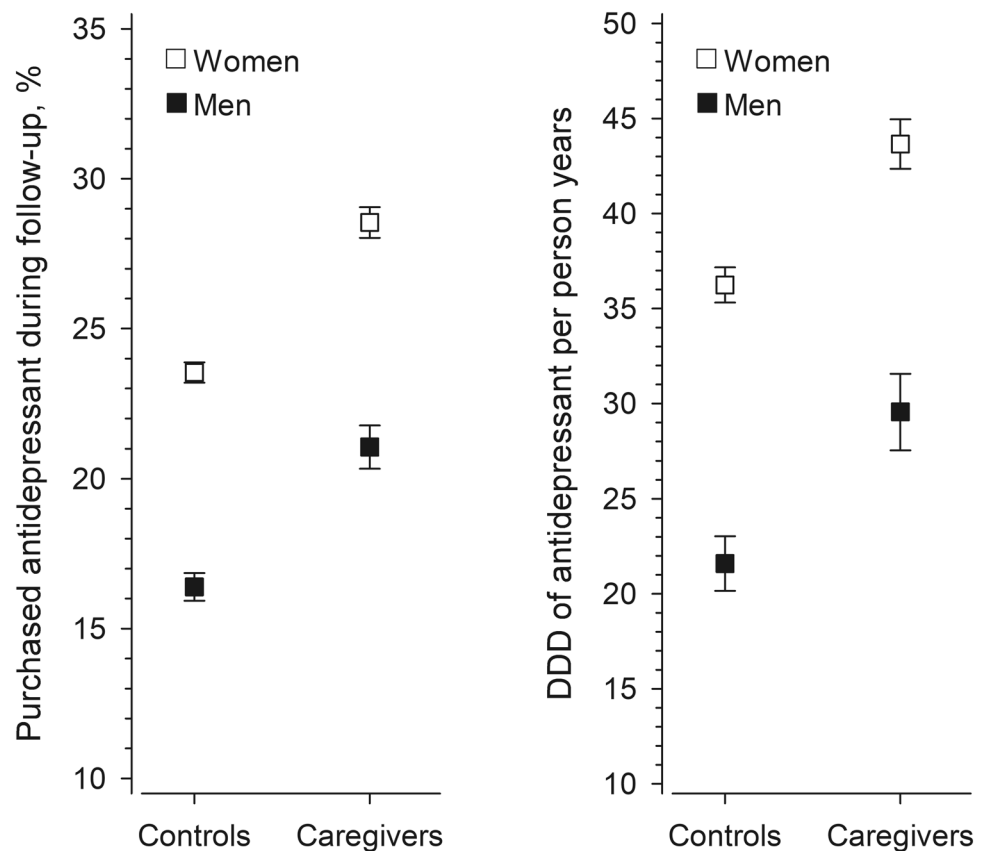 Purchased antidepressant during follow-up, %
35
30
25
20
15
10
Women
Men
Controls
Caregivers
DDD of antidepressant per person years
50
45
40
35
30
25
20
15
10
Women
Men
Controls
Caregivers